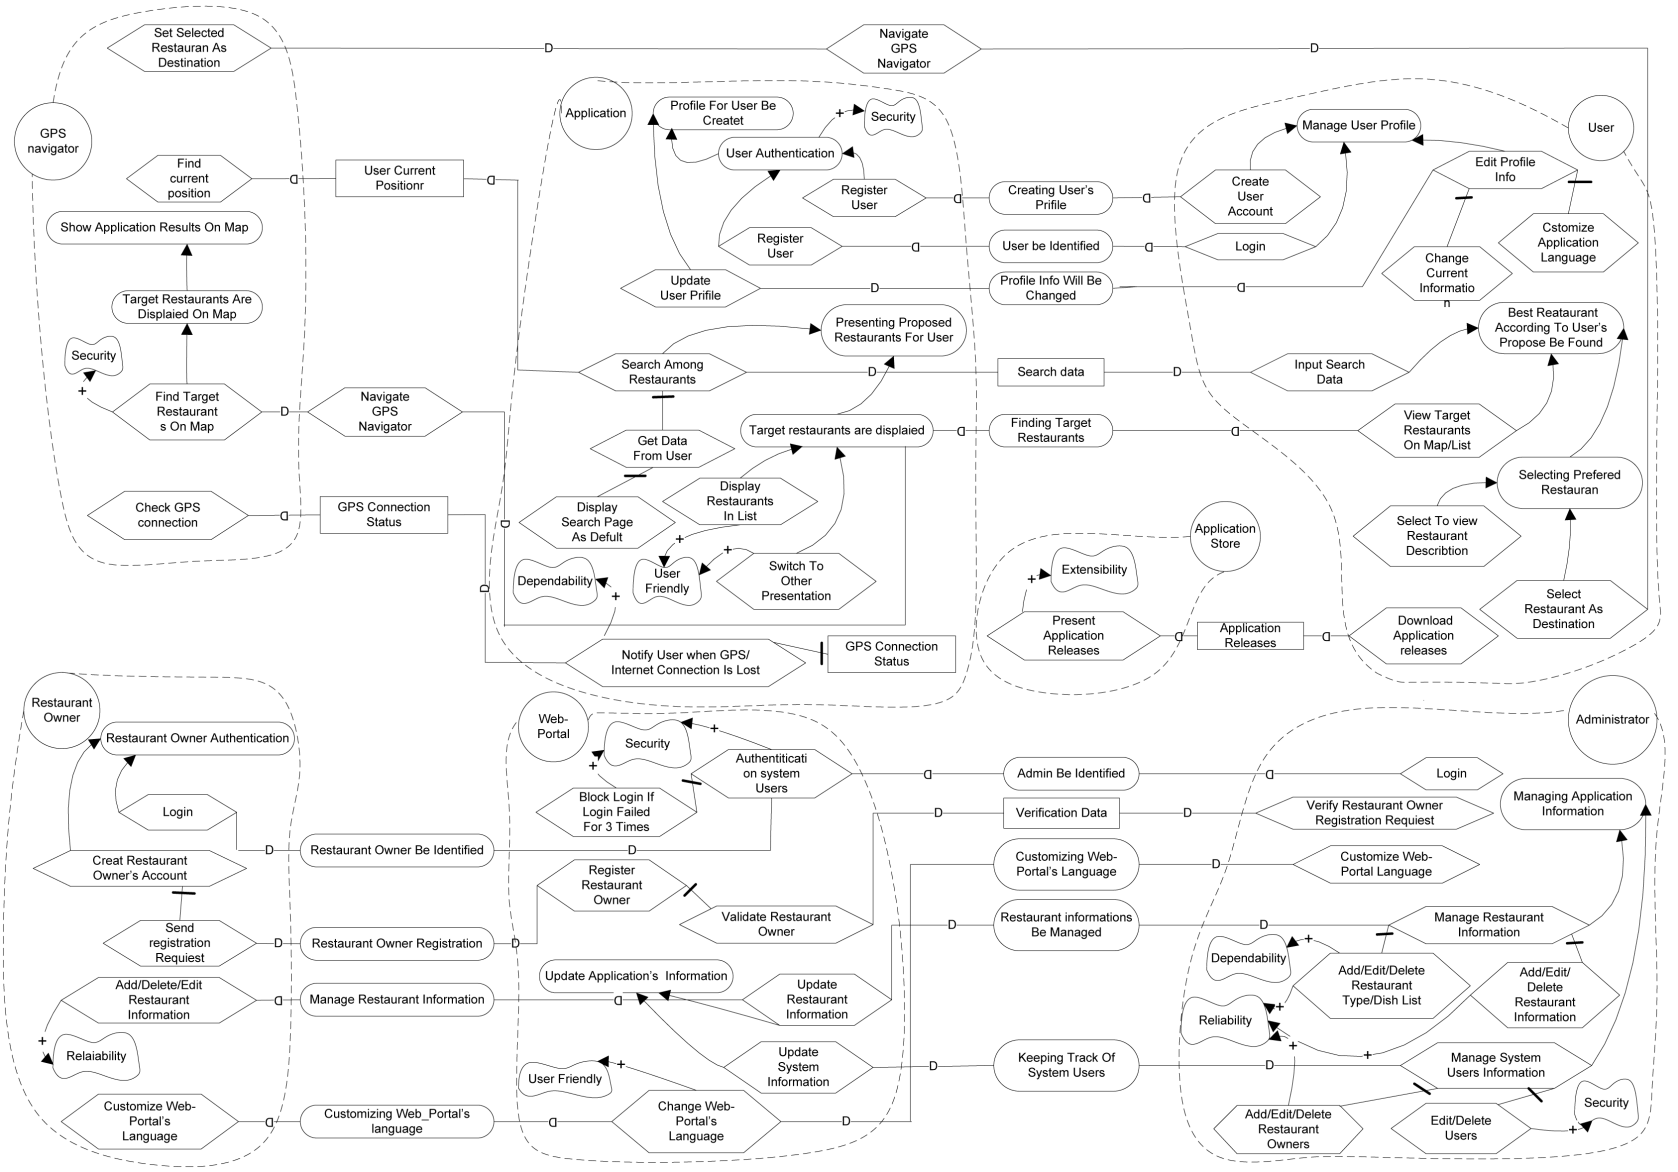 Set Selected
Restauran As
Destination
D
Navigate
GPS
Navigator
D
GPS
navigator
Find
current
position
D
User Current
Positionr
D
Show Application Results On Map
Target Restaurants Are
Displaied On Map
Security
+
Find Target
Restaurant
s On Map
D
Navigate
GPS
Navigator
Check GPS
connection
D
GPS Connection
Status
D
D
Application
Profile For User Be
Createt
+
Security
User Authentication
Register
User
D
Creating User's
Prifile
D
Register
User
D
User be Identified
D
Update
User Prifile
D
Profile Info Will Be
Changed
D
Presenting Proposed
Restaurants For User
Search Among
Restaurants
D
Search data
D
Target restaurants are displaied
D
Finding Target
Restaurants
D
Get Data
From User
Display
Restaurants
In List
Display
Search Page
As Defult
+
+
Dependability
+
User
Friendly
Switch To
Other
Presentation
Notify User when GPS/
Internet Connection Is Lost
GPS Connection
Status
User
Manage User Profile
Edit Profile
Info
Create
User
Account
Login
Cstomize
Application
Language
Change
Current
Informatio
n
Best Reataurant
According To User's
Propose Be Found
Input Search
Data
View Target
Restaurants
On Map/List
Selecting Prefered
Restauran
Select To view
Restaurant
Describtion
Select
Restaurant As
Destination
Application
Store
Extensibility
+
Present
Application
Releases
D
Application
Releases
D
Download
Application
releases
Restaurant
Owner
Restaurant Owner Authentication
Login
D
Restaurant Owner Be Identified
D
Creat Restaurant
Owner's Account
Send
registration
Requiest
D
Restaurant Owner Registration
D
Add/Delete/Edit
Restaurant
Information
D
Manage Restaurant Information
D
+
Relaiability
Customize Web-
Portal's
Language
D
Customizing Web_Portal's
language
D
Web-
Portal
Security
+
+
Authentiticati
on system
Users
D
Admin Be Identified
D
Login
Block Login If
Login Failed
For 3 Times
D
Verification Data
D
Verify Restaurant Owner
Registration Requiest
Register
Restaurant
Owner
Validate Restaurant
Owner
Customizing Web-
Portal's Language
D
Customize Web-
Portal Language
D
Restaurant informations
Be Managed
D
Update Application's Information
Update
Restaurant
Information
Update
System
Information
D
Keeping Track Of
System Users
D
User Friendly
+
Change Web-
Portal's
Language
D
Administrator
Managing Application
Information
Manage Restaurant
Information
Dependability
+
Add/Edit/Delete
Restaurant
Type/Dish List
Add/Edit/
Delete
Restaurant
Information
Reliability
+
+
+
Manage System
Users Information
Add/Edit/Delete
Restaurant
Owners
Edit/Delete
Users
+
Security